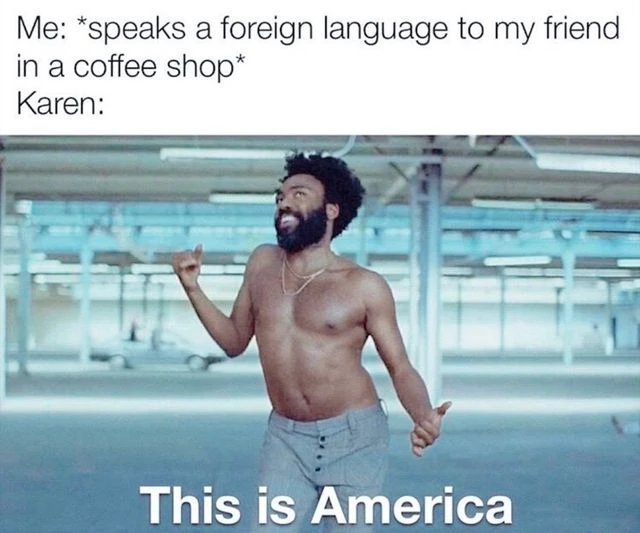 Me: *speaks a foreign language to my friend
in a coffee shop*
Karen:
This is America